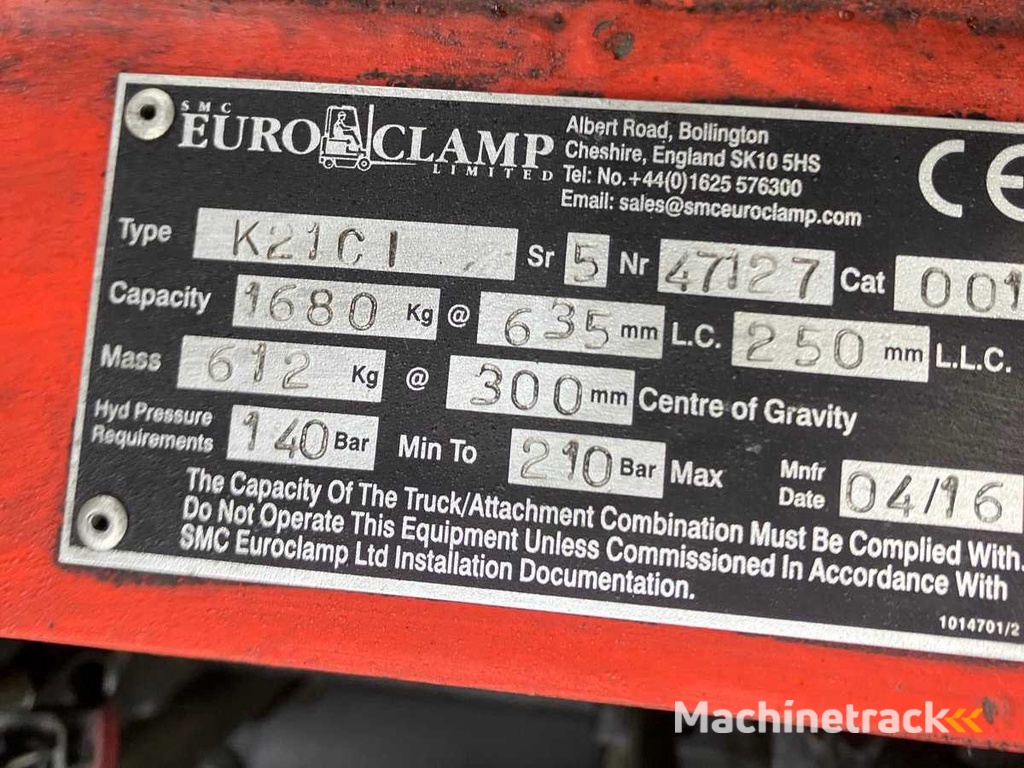 SMC
EURO CLAMP
LIMITED
Albert Road, Bollington
Cheshire, England SK10 5HS
Tel: No.+44(0)1625 576300
Email: sales@smceuroclamp.com
CE
Type K21C1 Sr 5 Nr 47127 Cat 001
Capacity 1680 Kg @ 635 mm L.C. 250 mm L.L.C.
Mass 612 Kg @ 300 mm Centre of Gravity
Hyd Pressure
Requirements 140 Bar Min To 210 Bar Max Mnfr
Date 04/16
The Capacity Of The Truck/Attachment Combination Must Be Complied With.
Do Not Operate This Equipment Unless Commissioned In Accordance With
SMC Euroclamp Ltd Installation Documentation.
1014701/2
Machinetrack